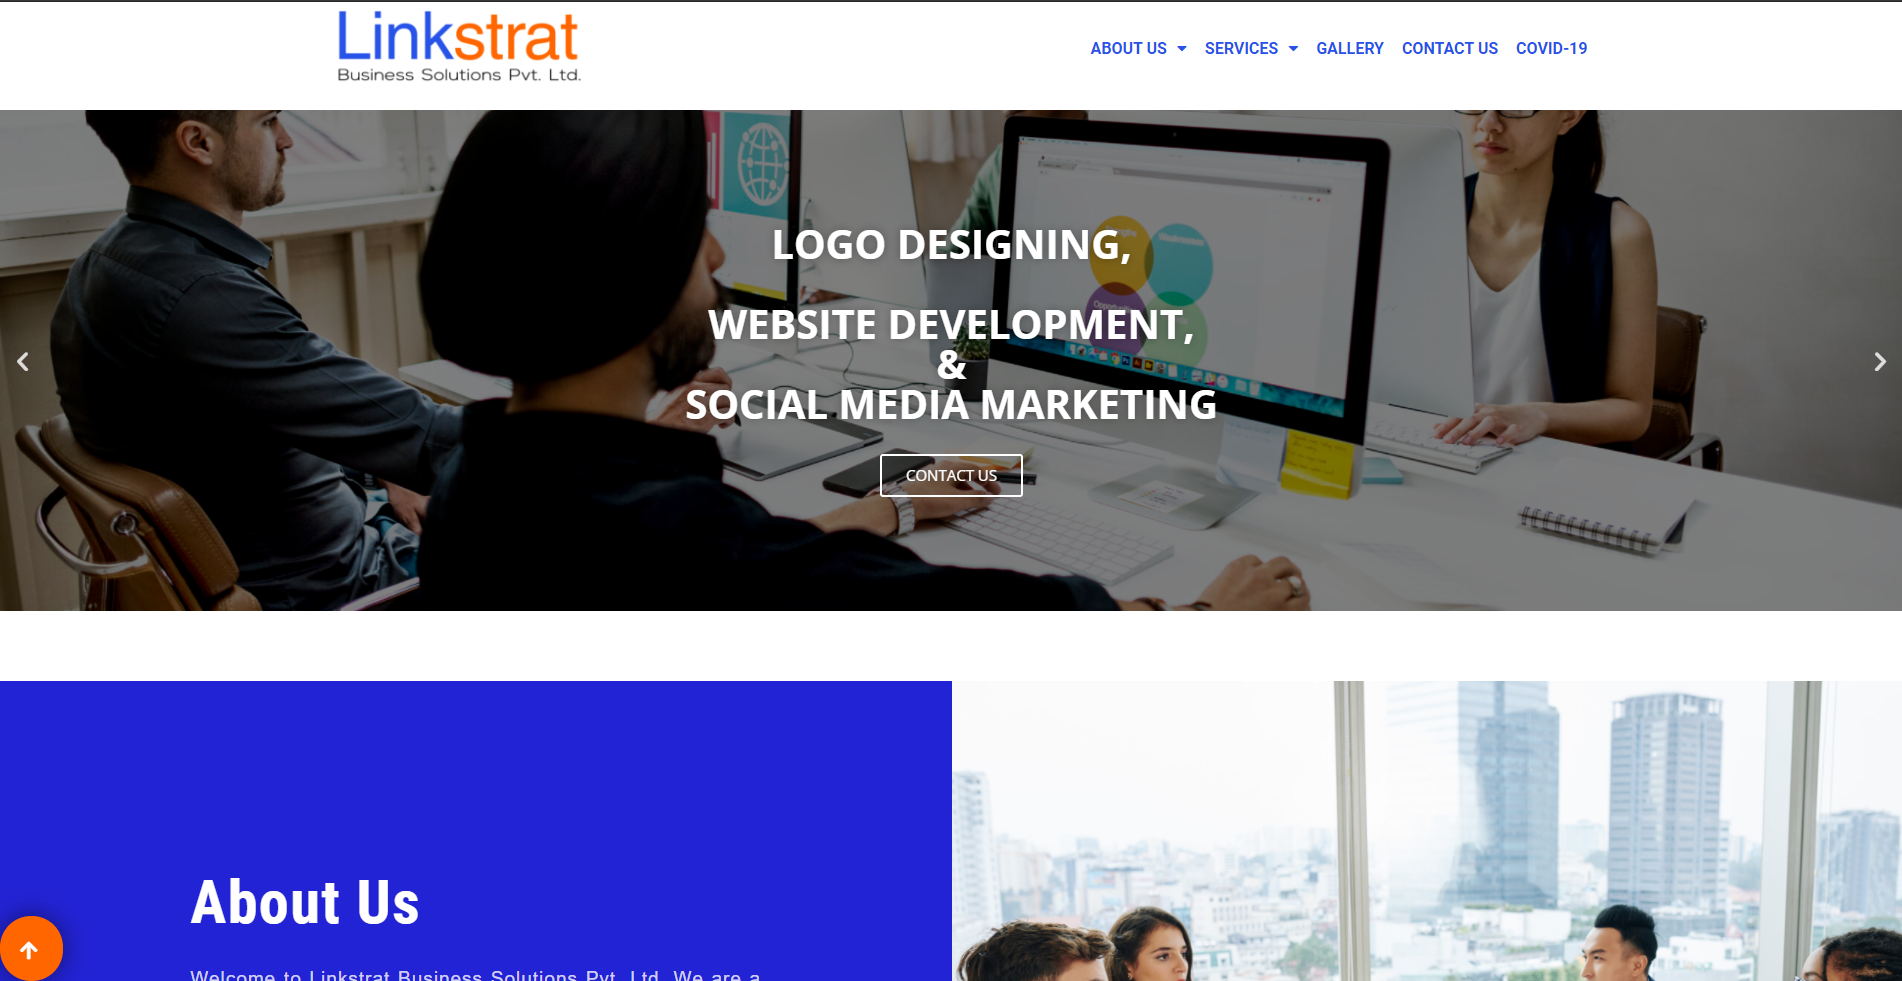 Linkstrat
Business Solutions Pvt. Ltd.
ABOUT US
SERVICES
GALLERY
CONTACT US
COVID-19
LOGO DESIGNING,
WEBSITE DEVELOPMENT,
&
SOCIAL MEDIA MARKETING
CONTACT US
About Us
Welcome to Linkstrat Business Solutions Pvt. Ltd. We are a